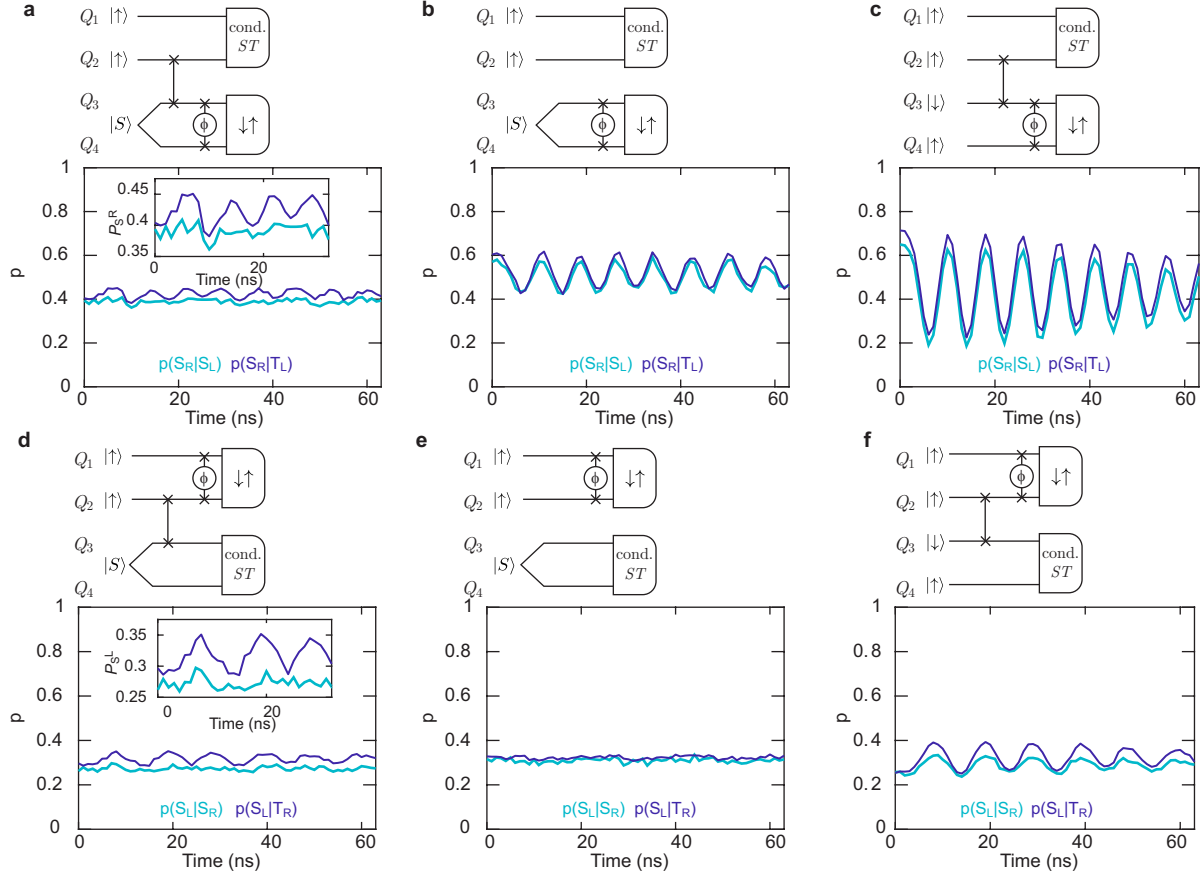 a
Q1 |↑⟩
Q2 |↑⟩
cond. ST
Q3
|S⟩
Q4
ϕ
↓↑
1
0.8
0.6
0.4
0.2
0
p
0.45
0.4
0.35
PS^R
0 20
Time (ns)
p(SR|SL) p(SR|TL)
0 20 40 60
Time (ns)
b
Q1 |↑⟩
Q2 |↑⟩
cond. ST
Q3
|S⟩
Q4
ϕ
↓↑
1
0.8
0.6
0.4
0.2
0
p
p(SR|SL) p(SR|TL)
0 20 40 60
Time (ns)
c
Q1 |↑⟩
Q2 |↑⟩
cond. ST
Q3 |↓⟩
Q4 |↑⟩
ϕ
↓↑
1
0.8
0.6
0.4
0.2
0
p
p(SR|SL) p(SR|TL)
0 20 40 60
Time (ns)
d
Q1 |↑⟩
Q2 |↑⟩
ϕ
↓↑
Q3
|S⟩
Q4
cond. ST
1
0.8
0.6
0.4
0.2
0
p
0.35
0.3
0.25
PS^L
0 20
Time (ns)
p(SL|SR) p(SL|TR)
0 20 40 60
Time (ns)
e
Q1 |↑⟩
Q2 |↑⟩
ϕ
↓↑
Q3
|S⟩
Q4
cond. ST
1
0.8
0.6
0.4
0.2
0
p
p(SL|SR) p(SL|TR)
0 20 40 60
Time (ns)
f
Q1 |↑⟩
Q2 |↑⟩
ϕ
↓↑
Q3 |↓⟩
Q4 |↑⟩
cond. ST
1
0.8
0.6
0.4
0.2
0
p
p(SL|SR) p(SL|TR)
0 20 40 60
Time (ns)